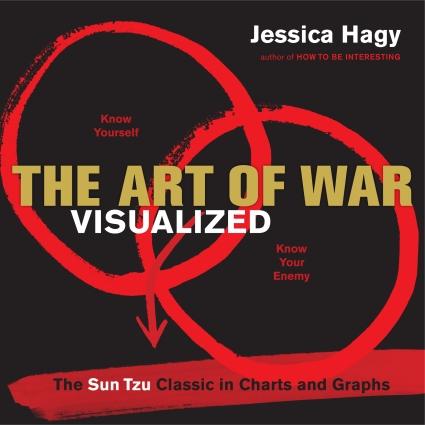 Jessica Hagy
author of HOW TO BE INTERESTING
Know
Yourself
THE ART OF WAR
VISUALIZED
Know
Your
Enemy
The Sun Tzu Classic in Charts and Graphs